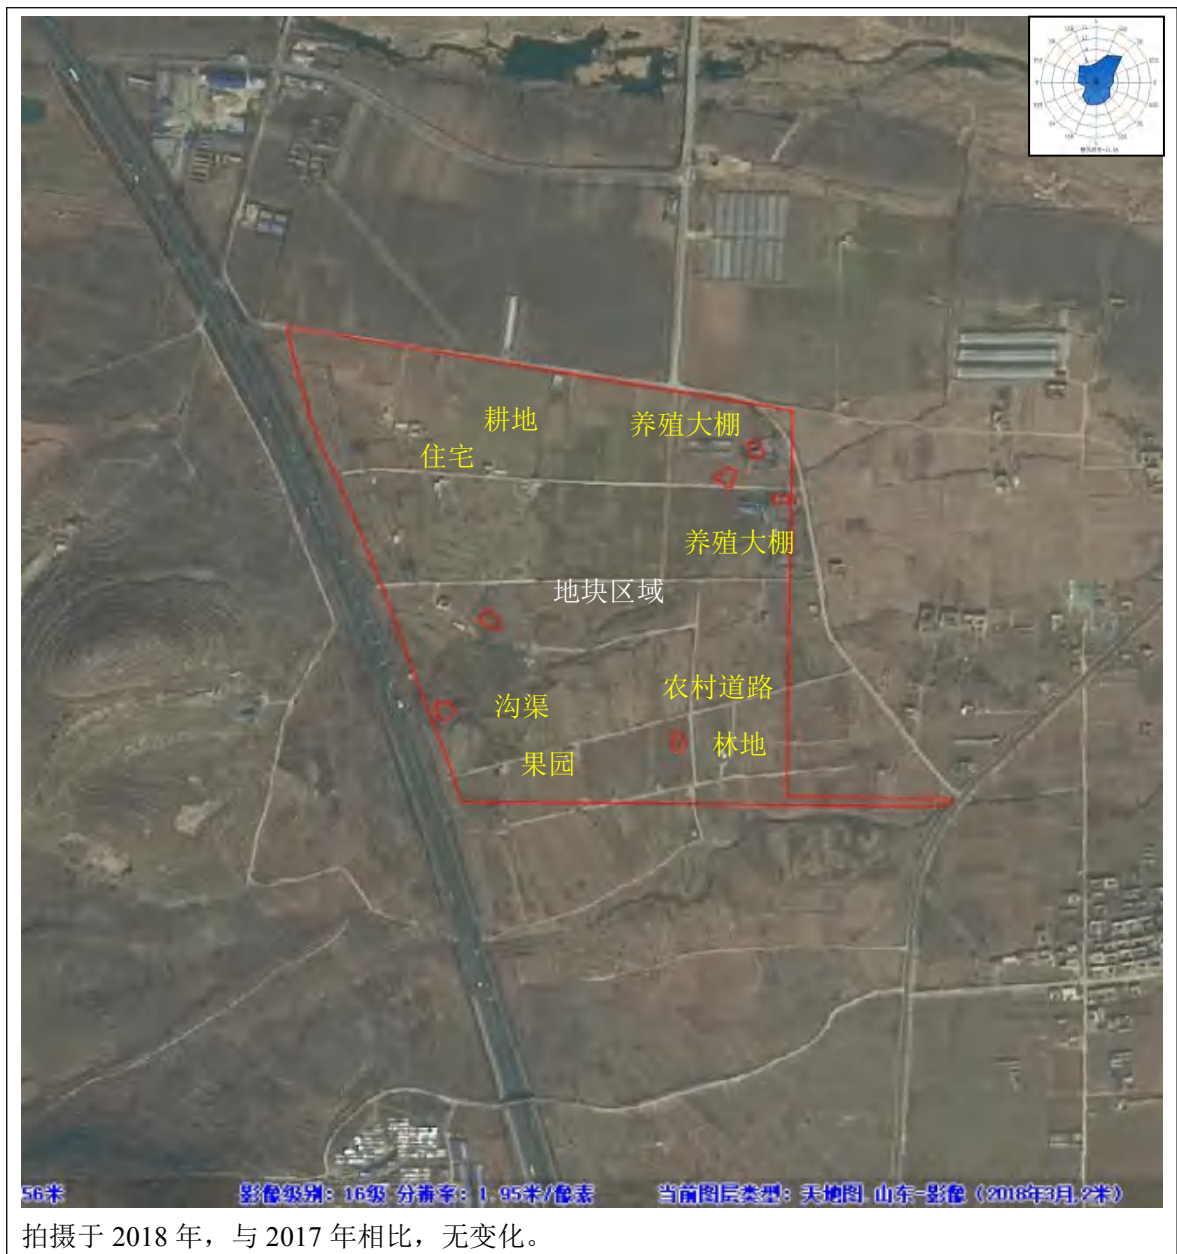 耕地
养殖大棚
住宅
养殖大棚
地块区域
农村道路
沟渠
林地
果园
56米
影像级别：16级 分辨率：1.95米/像素
当前图层类型：天地图 山东-影像（2018年3月,2米）
拍摄于 2018 年，与 2017 年相比，无变化。